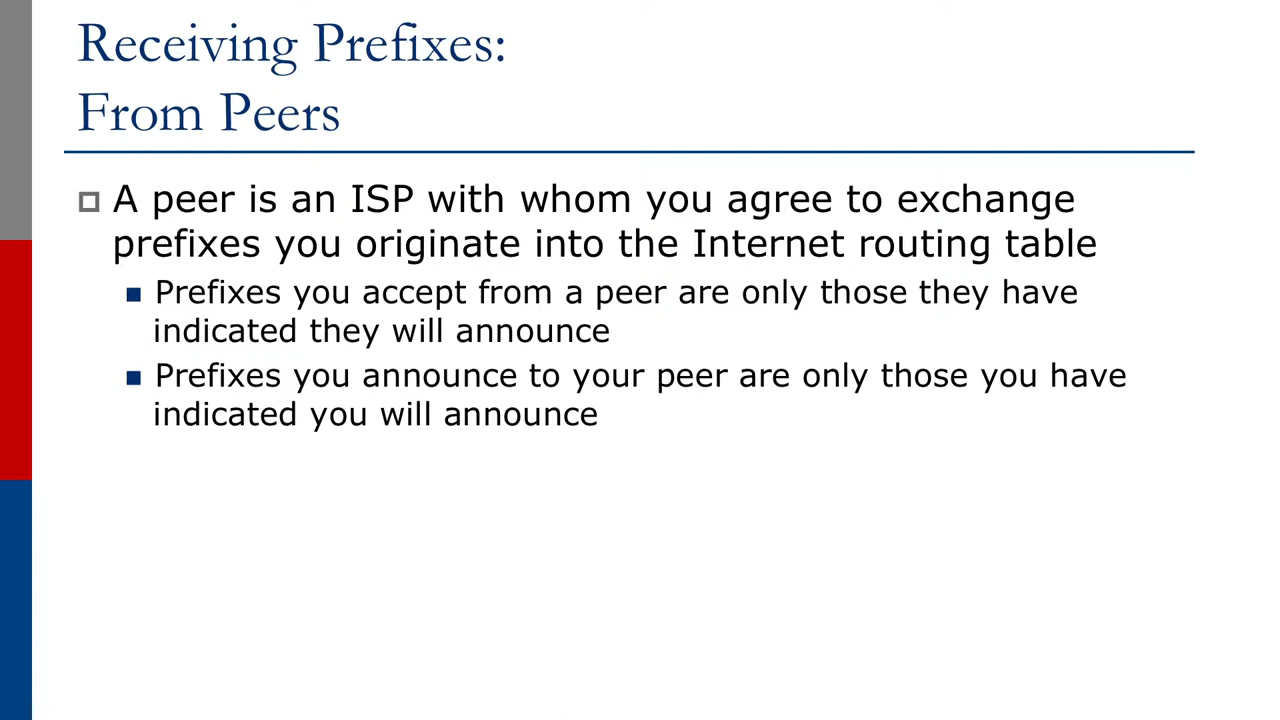 Receiving Prefixes:
From Peers
A peer is an ISP with whom you agree to exchange
prefixes you originate into the Internet routing table
Prefixes you accept from a peer are only those they have
indicated they will announce
Prefixes you announce to your peer are only those you have
indicated you will announce